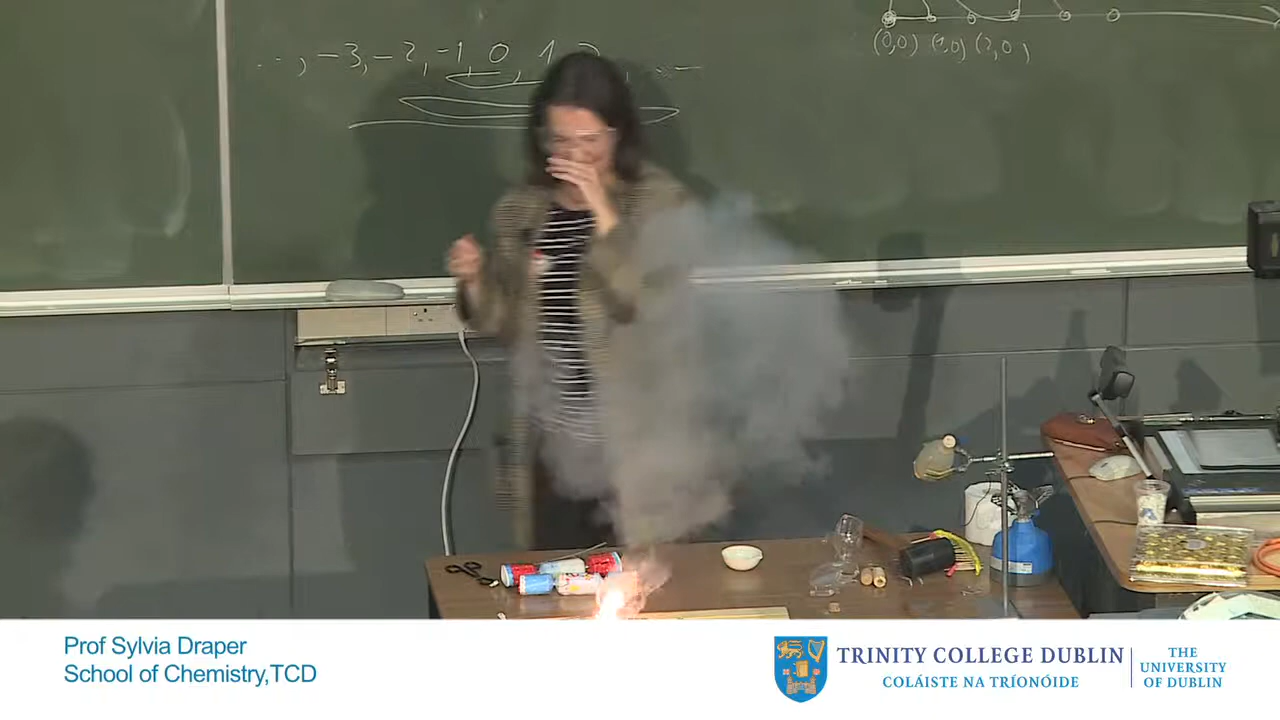 .., -3, -2, -1, 0, 1, 2
(0,0) (1,0) (2,0)
Prof Sylvia Draper
School of Chemistry,TCD
TRINITY COLLEGE DUBLIN
COLÁISTE NA TRÍONÓIDE
THE
UNIVERSITY
OF DUBLIN